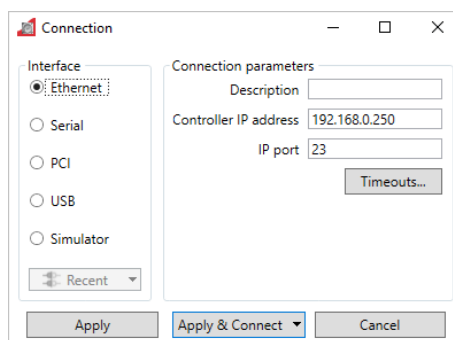 Connection
Interface
Ethernet
Serial
PCI
USB
Simulator
Recent
Connection parameters
Description
Controller IP address 192.168.0.250
IP port 23
Timeouts...
Apply
Apply & Connect
Cancel